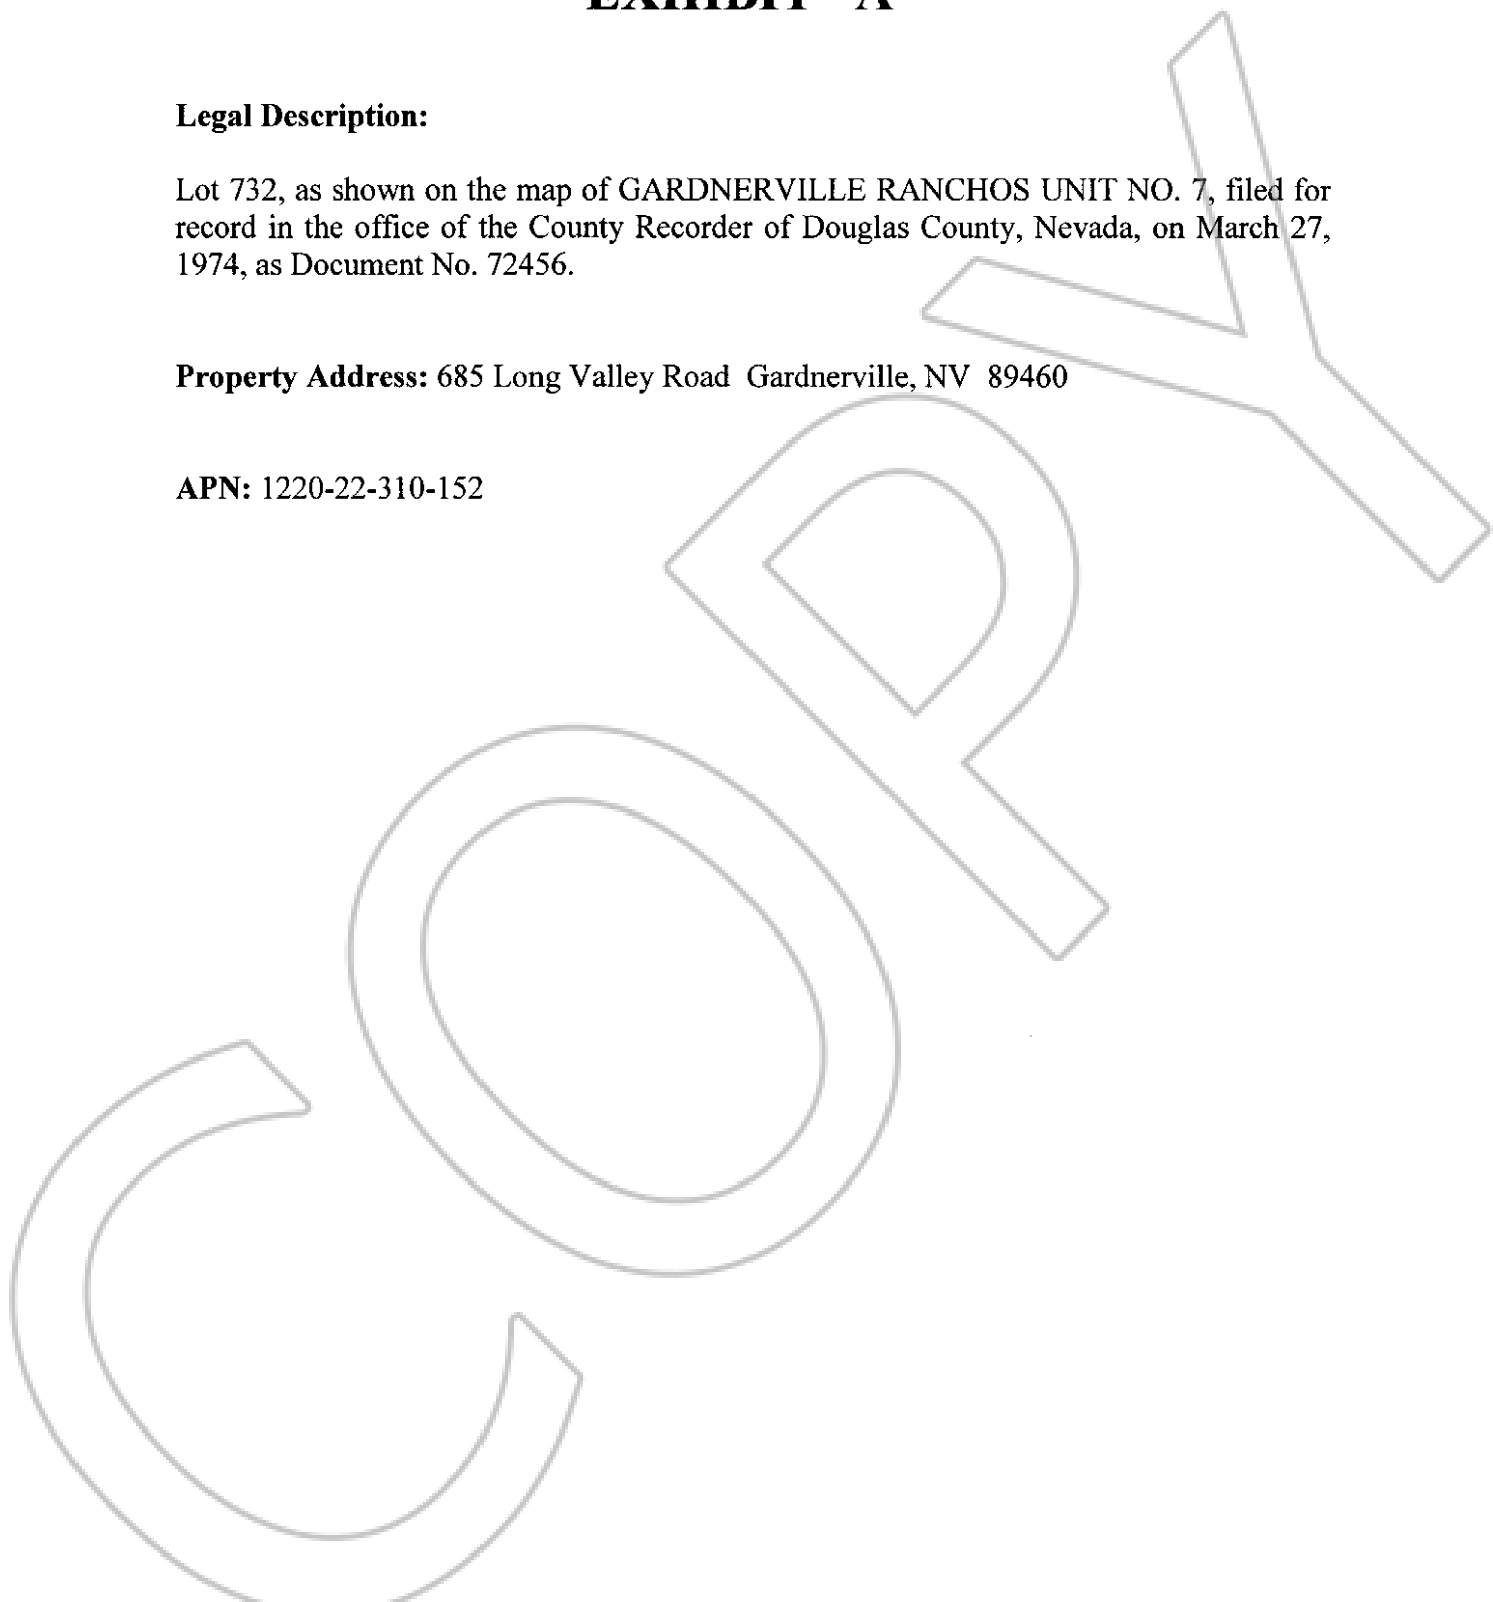 EXHIBIT "A"
Legal Description:
Lot 732, as shown on the map of GARDNERVILLE RANCHOS UNIT NO. 7, filed for
record in the office of the County Recorder of Douglas County, Nevada, on March 27,
1974, as Document No. 72456.
Property Address: 685 Long Valley Road Gardnerville, NV 89460
APN: 1220-22-310-152
COPY